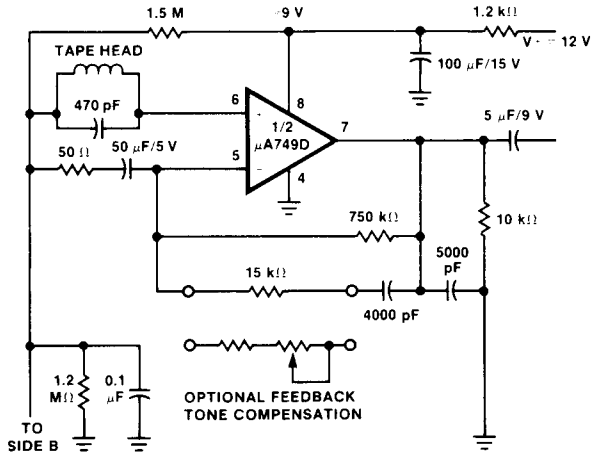 1.5 M
9 V
1.2 kΩ
V 12 V
TAPE HEAD
470 pF
100 μF/15 V
6
8
1/2
μA749D
7
5 μF/9 V
50 Ω
50 μF/5 V
5
4
750 kΩ
10 kΩ
15 kΩ
5000
pF
4000 pF
1.2
MΩ
0.1
μF
OPTIONAL FEEDBACK
TONE COMPENSATION
TO
SIDE B